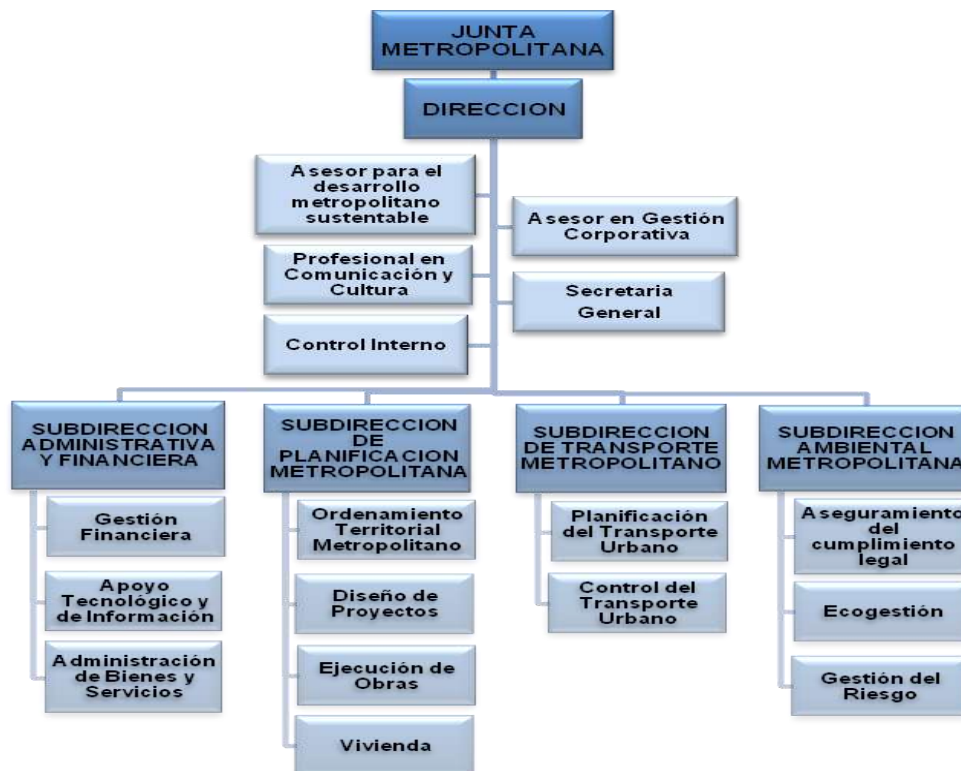 JUNTA
METROPOLITANA
DIRECCION
Asesor para el
desarrollo
metropolitano
sustentable
Asesor en Gestión
Corporativa
Profesional en
Comunicación y
Cultura
Secretaria
General
Control Interno
SUBDIRECCION
ADMINISTRATIVA
Y FINANCIERA
Gestión
Financiera
Apoyo
Tecnológico y
de Información
Administración
de Bienes y
Servicios
SUBDIRECCION
DE
PLANIFICACION
METROPOLITANA
Ordenamiento
Territorial
Metropolitano
Diseño de
Proyectos
Ejecución de
Obras
Vivienda
SUBDIRECCION
DE TRANSPORTE
METROPOLITANO
Planificación
del Transporte
Urbano
Control del
Transporte
Urbano
SUBDIRECCION
AMBIENTAL
METROPOLITANA
Aseguramiento
del
cumplimiento
legal
Ecogestión
Gestión del
Riesgo